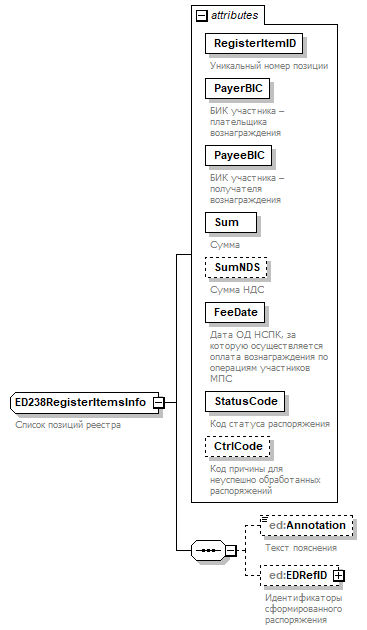 attributes
RegisterItemID
Уникальный номер позиции
PayerBIC
БИК участника –
плательщика
вознаграждения
PayeeBIC
БИК участника –
получателя
вознаграждения
Sum
Сумма
SumNDS
Сумма НДС
FeeDate
Дата ОД НСПК, за
которую осуществляется
оплата вознаграждения по
операциям участников
МПС
ED238RegisterItemsInfo
Список позиций реестра
StatusCode
Код статуса распоряжения
CtrlCode
Код причины для
неуспешно обработанных
распоряжений
ed:Annotation
Текст пояснения
ed:EDRefID
Идентификаторы
сформированного
распоряжения